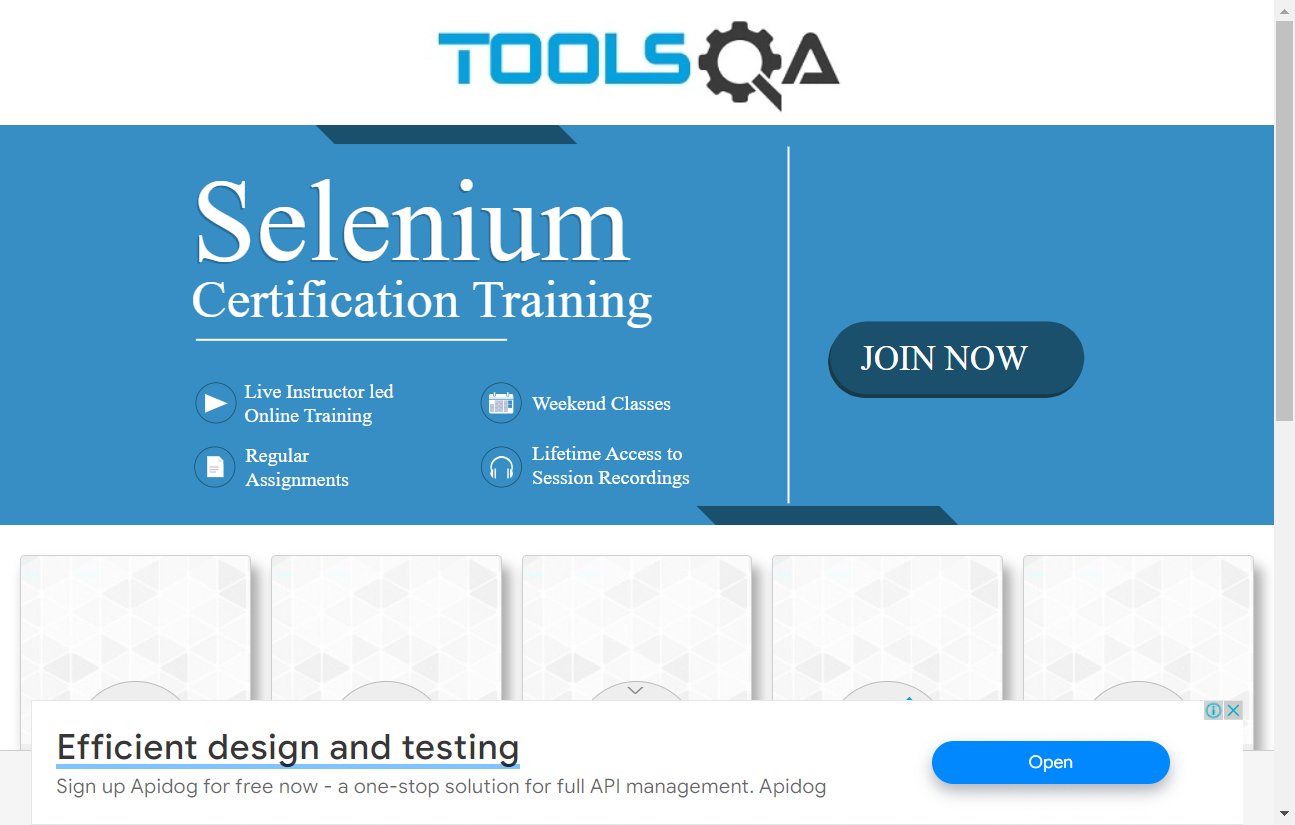 TOOLSQA
Selenium
Certification Training
JOIN NOW
Live Instructor led
Online Training
Weekend Classes
Regular
Assignments
Lifetime Access to
Session Recordings
Efficient design and testing
Sign up Apidog for free now - a one-stop solution for full API management. Apidog
Open